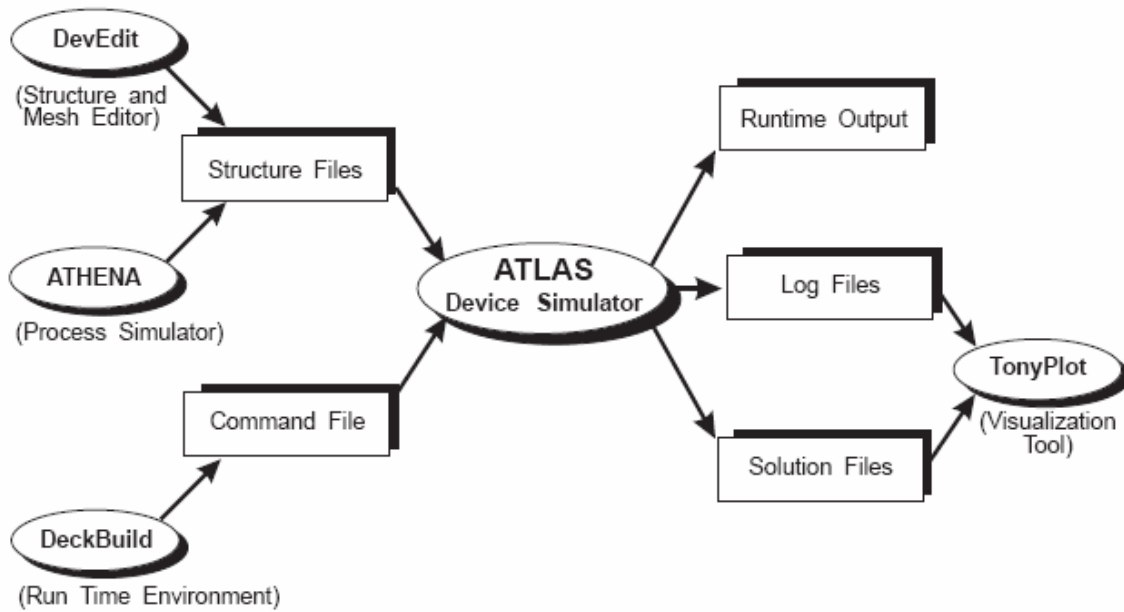 DevEdit
(Structure and
Mesh Editor)
Structure Files
ATHENA
(Process Simulator)
Command File
DeckBuild
(Run Time Environment)
ATLAS
Device Simulator
Runtime Output
Log Files
Solution Files
TonyPlot
(Visualization
Tool)